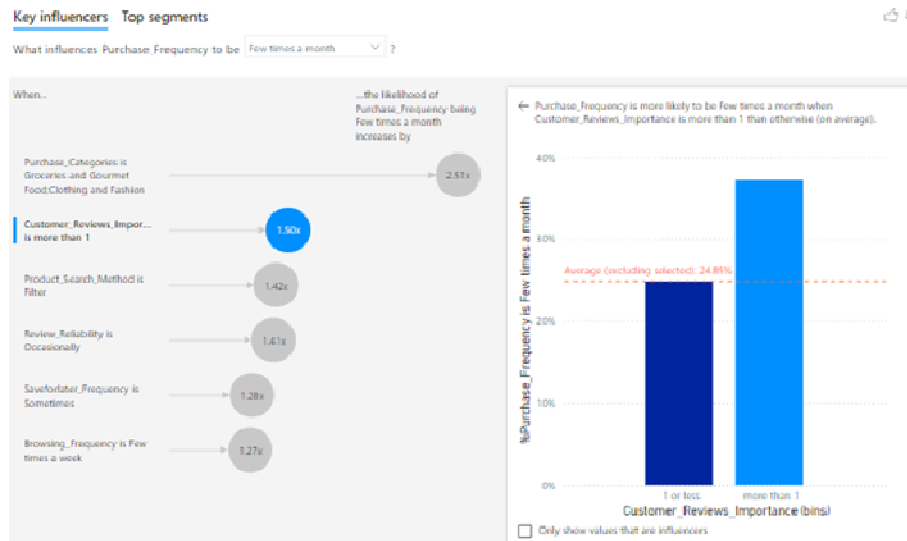 Key influencers Top segments
What influences Purchase_Frequency to be Few times a month ?
When...
...the likelihood of
Purchase_Frequency being
Few times a month
increases by
Purchase_Categories is
Groceries and Gourmet
Food;Clothing and Fashion
2.51x
Customer_Reviews_Impor...
is more than 1
1.50x
Product_Search_Method is
Filter
1.42x
Review_Reliability is
Occasionally
1.41x
Saveforlater_Frequency is
Sometimes
1.28x
Browsing_Frequency is Few
times a week
1.27x
Purchase_Frequency is more likely to be Few times a month when
Customer_Reviews_Importance is more than 1 than otherwise (on average).
%Purchase_Frequency is Few times a month
40%
30%
Average (excluding selected): 24.85%
20%
10%
0%
1 or less more than 1
Customer_Reviews_Importance (bins)
Only show values that are influencers